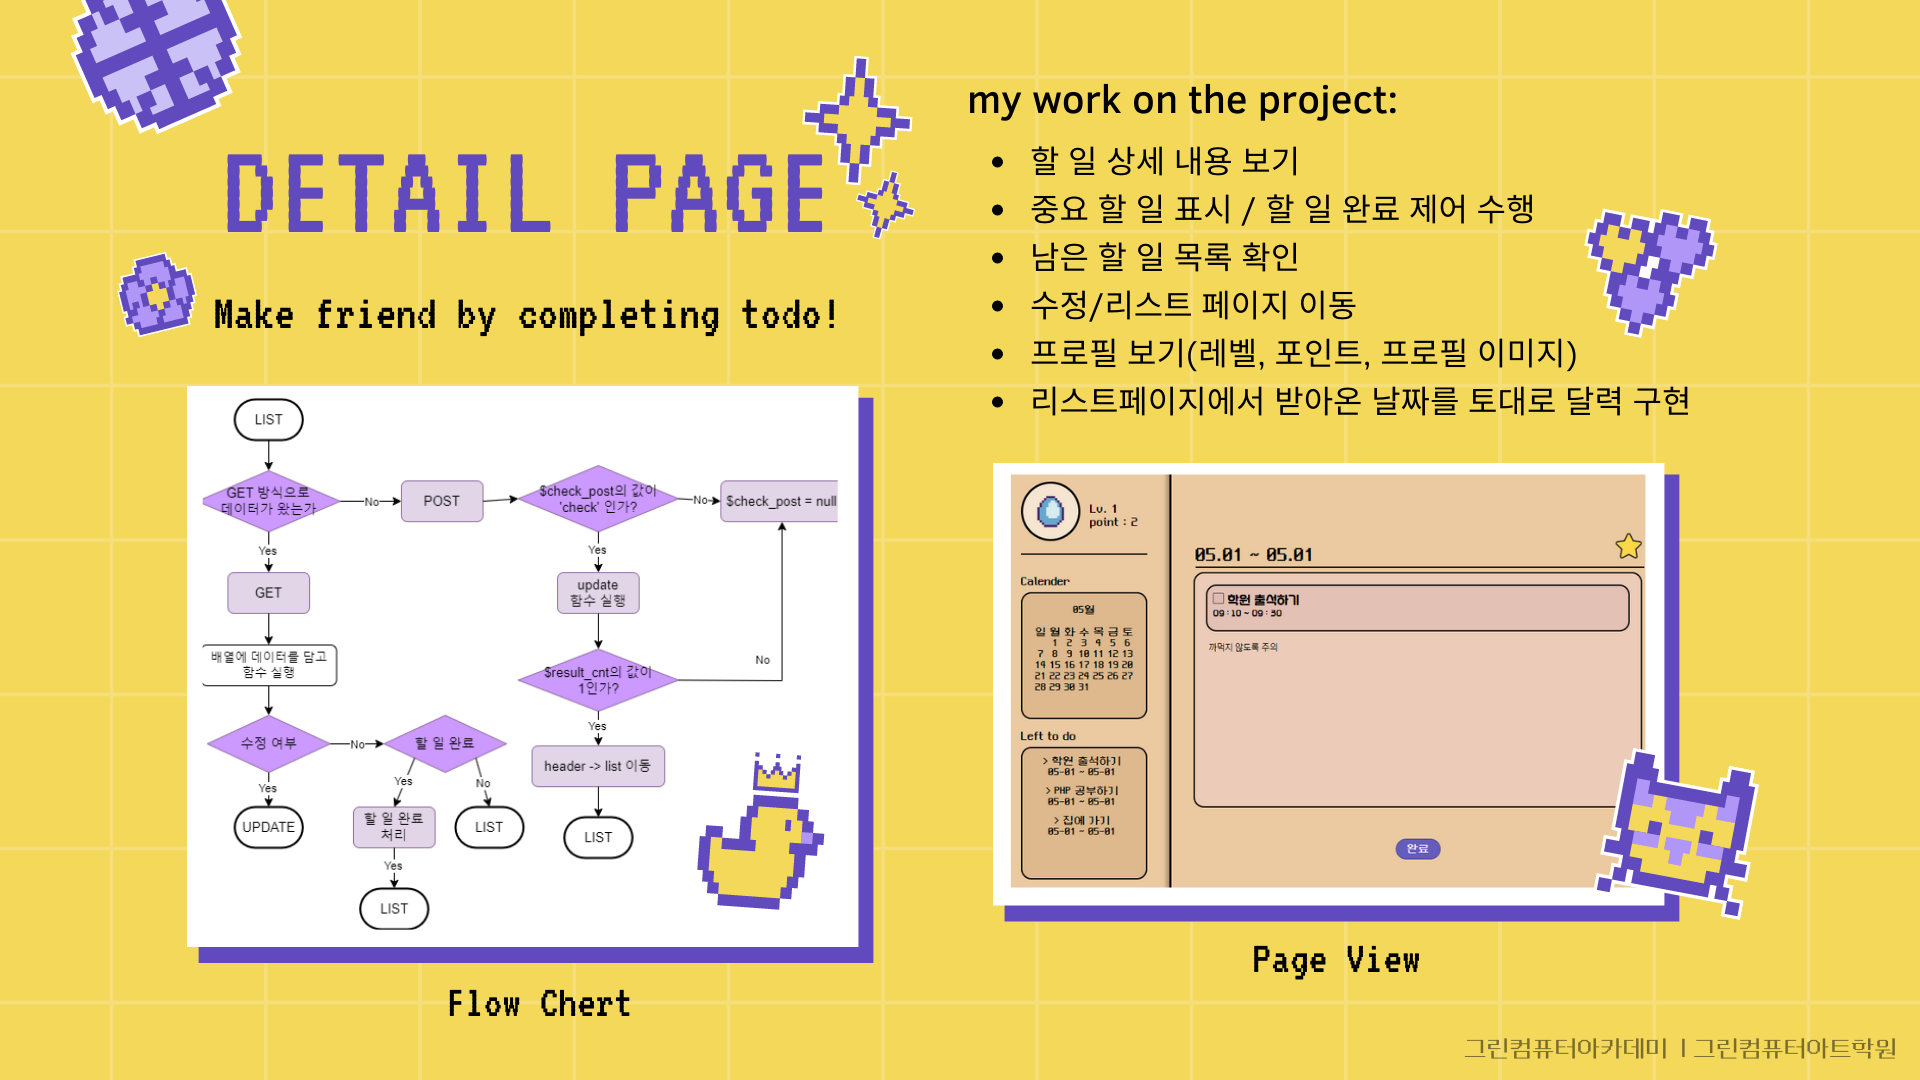 DETAIL PAGE
Make friend by completing todo!
my work on the project:
• 할 일 상세 내용 보기
• 중요 할 일 표시 / 할 일 완료 제어 수행
• 남은 할 일 목록 확인
• 수정/리스트 페이지 이동
• 프로필 보기(레벨, 포인트, 프로필 이미지)
• 리스트페이지에서 받아온 날짜를 토대로 달력 구현
LIST
GET 방식으로
데이터가 왔는가
No
POST
$check_post의 값이
'check' 인가?
No
$check_post = null
Yes
Yes
GET
update
함수 실행
배열에 데이터를 담고
함수 실행
$result_cnt의 값이
1인가?
No
수정 여부
No
할 일 완료
Yes
header -> list 이동
Yes
Yes
No
UPDATE
할 일 완료
처리
LIST
LIST
Yes
LIST
Flow Chert
Lv. 1
point : 2
Calender
05월
일 월 화 수 목 금 토
1 2 3 4 5 6
7 8 9 10 11 12 13
14 15 16 17 18 19 20
21 22 23 24 25 26 27
28 29 30 31
Left to do
> 학원 출석하기
05-01 ~ 05-01
> PHP 공부하기
05-01 ~ 05-01
> 집에 가기
05-01 ~ 05-01
05.01 ~ 05.01
학원 출석하기
09:10 ~ 09:30
까먹지 않도록 주의
완료
Page View
그린컴퓨터아카데미 | 그린컴퓨터아트학원